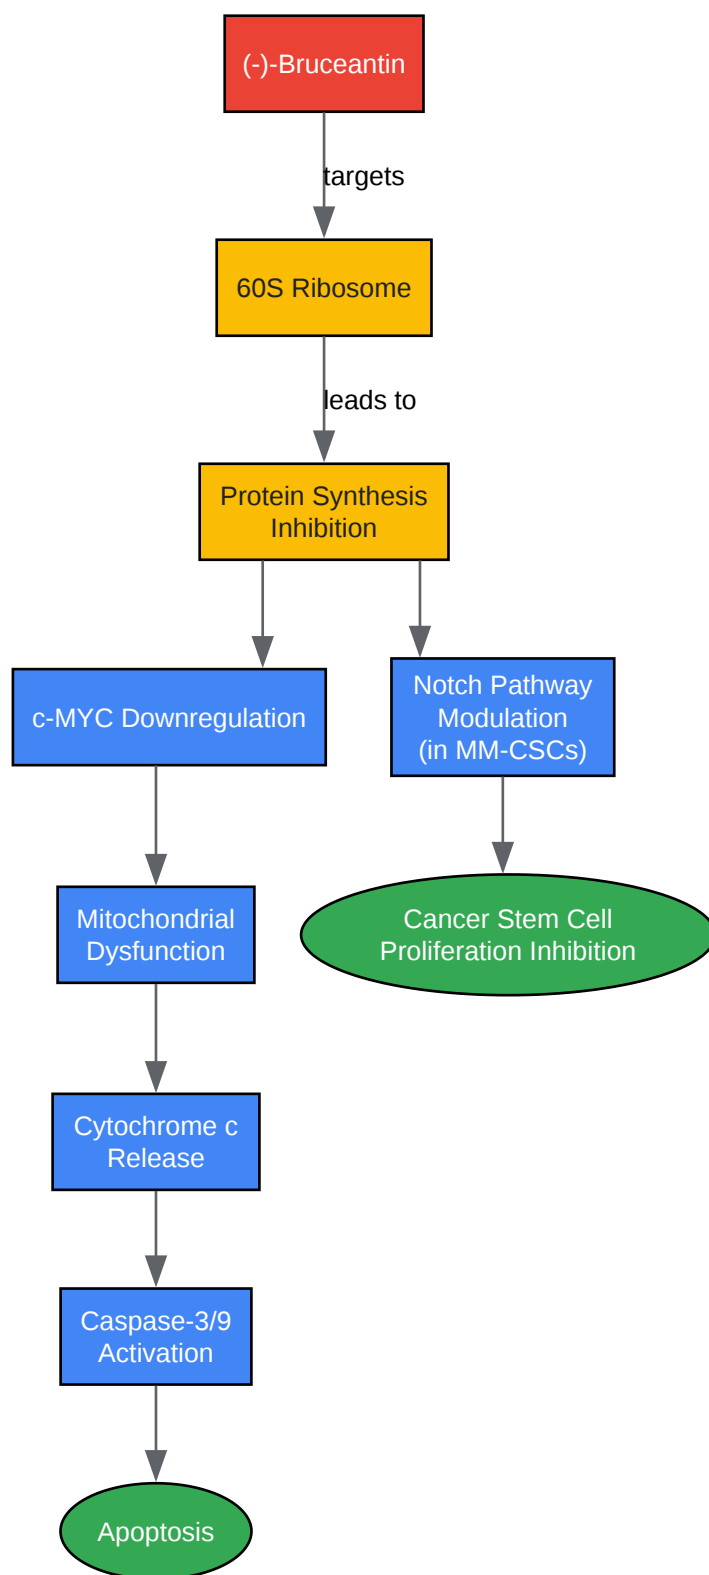 (-)-Bruceantin
targets
60S Ribosome
leads to
Protein Synthesis
Inhibition
c-MYC Downregulation
Notch Pathway
Modulation
(in MM-CSCs)
Mitochondrial
Dysfunction
Cancer Stem Cell
Proliferation Inhibition
Cytochrome c
Release
Caspase-3/9
Activation
Apoptosis